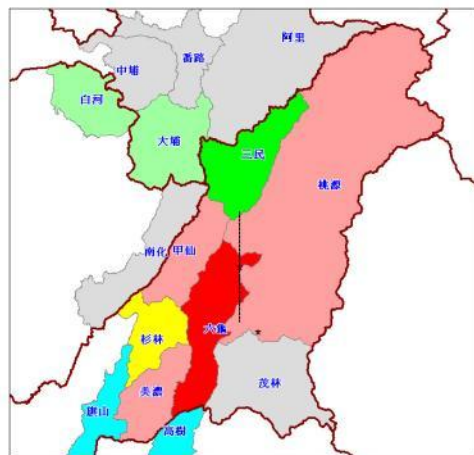 阿里
番路
中埔
白河
大埔
三民
桃源
南化
甲仙
六龜
杉林
美濃
茂林
旗山
高樹